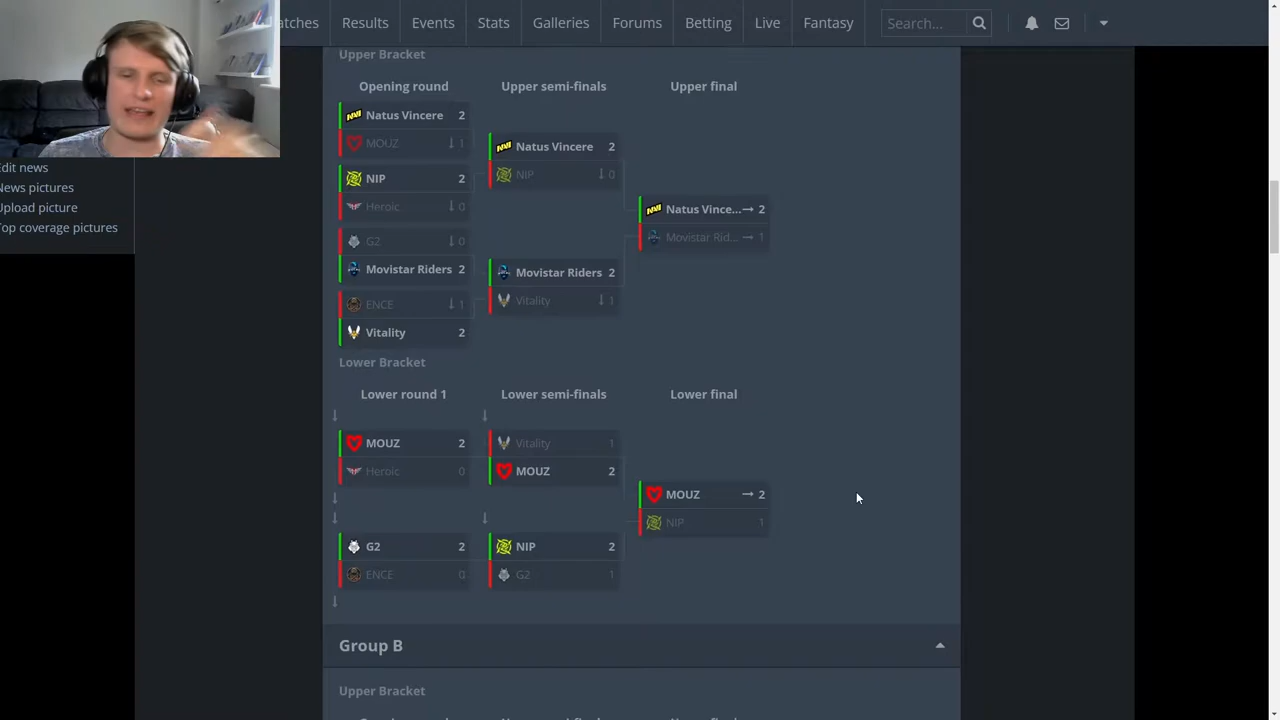 atches Results Events Stats Galleries Forums Betting Live Fantasy Search...
Edit news
News pictures
Upload picture
Top coverage pictures
Upper Bracket
Opening round Upper semi-finals Upper final
Natus Vincere 2
MOUZ 1
NIP 2
Heroic 0
G2 0
Movistar Riders 2
ENCE 1
Vitality 2
Natus Vincere 2
NIP 0
Movistar Riders 2
Vitality 1
Natus Vince... 2
Movistar Rid... 1
Lower Bracket
Lower round 1 Lower semi-finals Lower final
MOUZ 2
Heroic 0
G2 2
ENCE 0
Vitality 1
MOUZ 2
NIP 2
G2 1
MOUZ 2
NIP 1
Group B
Upper Bracket